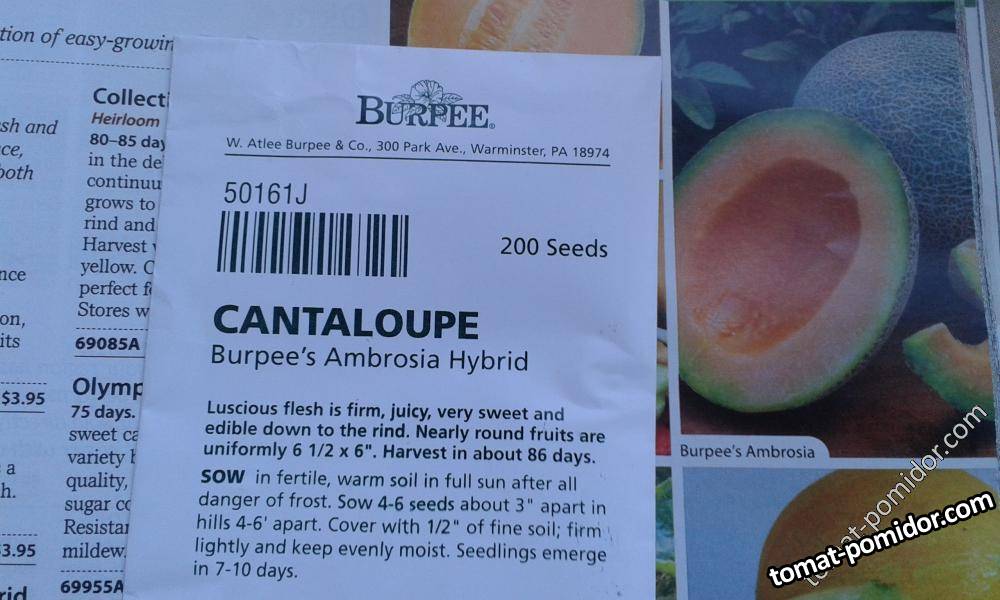 tion of easy-growin
sh and
ce,
both
nce
on,
its
$3.95
a
h.
3.95
rid
Collecti
Heirloom
80–85 day
in the de
continuu
grows to
rind and
Harvest
yellow. C
perfect f
Stores w
69085A
Olymp
75 days.
sweet ca
variety
quality,
sugar co
Resistan
mildew.
69955A
BURPEE®
W. Atlee Burpee & Co., 300 Park Ave., Warminster, PA 18974
50161J
200 Seeds
CANTALOUPE
Burpee's Ambrosia Hybrid
Luscious flesh is firm, juicy, very sweet and
edible down to the rind. Nearly round fruits are
uniformly 6 1/2 x 6". Harvest in about 86 days.
SOW in fertile, warm soil in full sun after all
danger of frost. Sow 4-6 seeds about 3" apart in
hills 4-6' apart. Cover with 1/2" of fine soil; firm
lightly and keep evenly moist. Seedlings emerge
in 7-10 days.
Burpee's Ambrosia
tomat-pomidor.com
tomat-pomidor.com